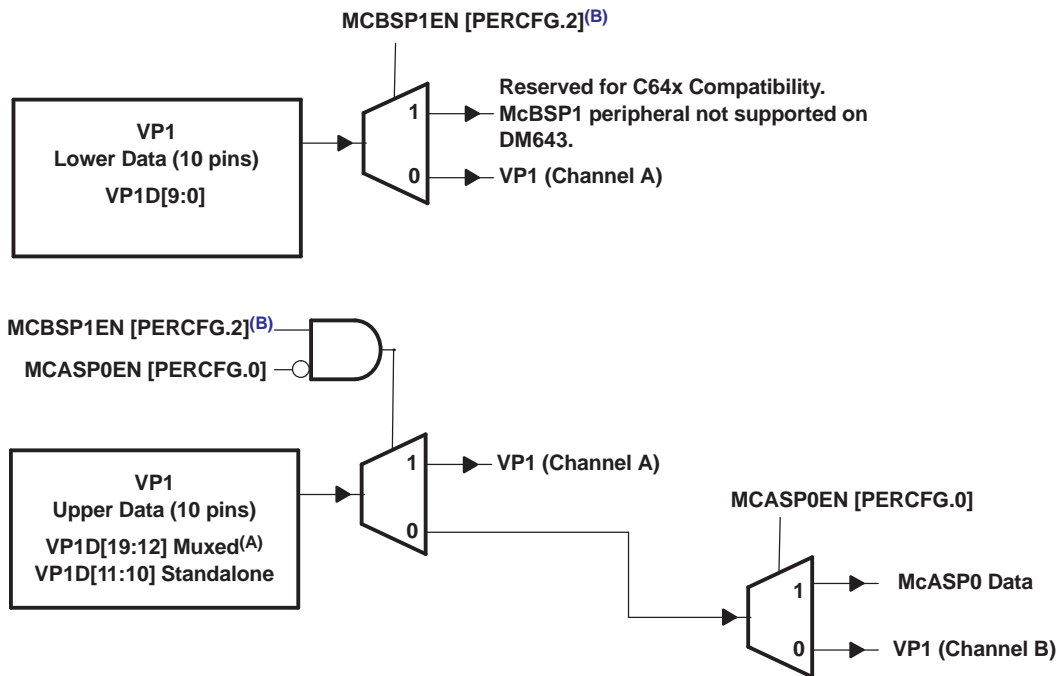 MCBSP1EN [PERCFG.2](B)
VP1
Lower Data (10 pins)
VP1D[9:0]
1
Reserved for C64x Compatibility.
McBSP1 peripheral not supported on
DM643.
0
VP1 (Channel A)
MCBSP1EN [PERCFG.2](B)
MCASP0EN [PERCFG.0]
VP1
Upper Data (10 pins)
VP1D[19:12] Muxed(A)
VP1D[11:10] Standalone
1
VP1 (Channel A)
0
MCASP0EN [PERCFG.0]
1
McASP0 Data
0
VP1 (Channel B)